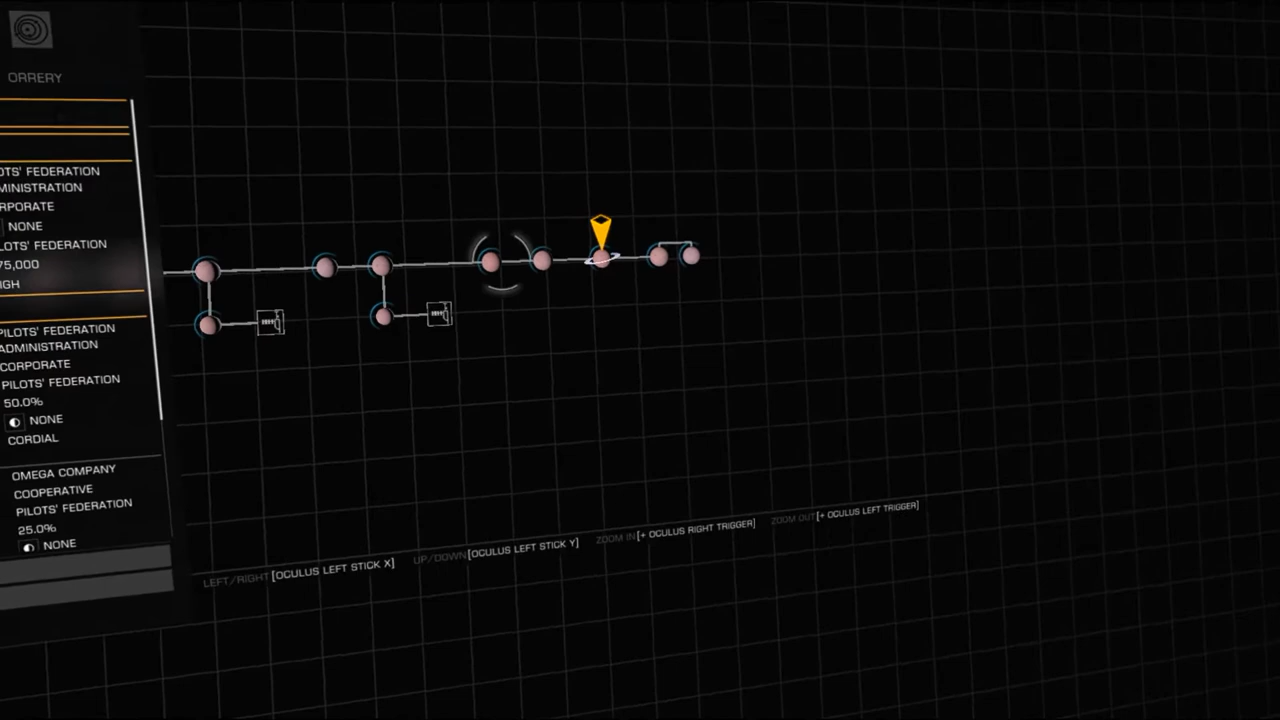 ORRERY
OTS' FEDERATION
MINISTRATION
RPORATE
NONE
LOTS' FEDERATION
75,000
IGH
PILOTS' FEDERATION
ADMINISTRATION
CORPORATE
PILOTS' FEDERATION
50.0%
NONE
CORDIAL
OMEGA COMPANY
COOPERATIVE
PILOTS' FEDERATION
25.0%
NONE
LEFT/RIGHT [OCULUS LEFT STICK X] UP/DOWN [OCULUS LEFT STICK Y] ZOOM IN [+ OCULUS RIGHT TRIGGER] ZOOM OUT [+ OCULUS LEFT TRIGGER]